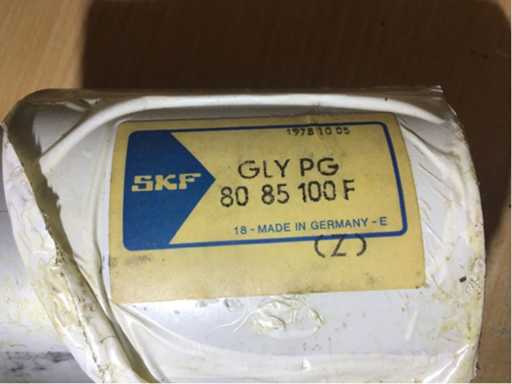 1978 10 05
GLY PG
SKF
80 85 100 F
18 - MADE IN GERMANY - E
(Z)